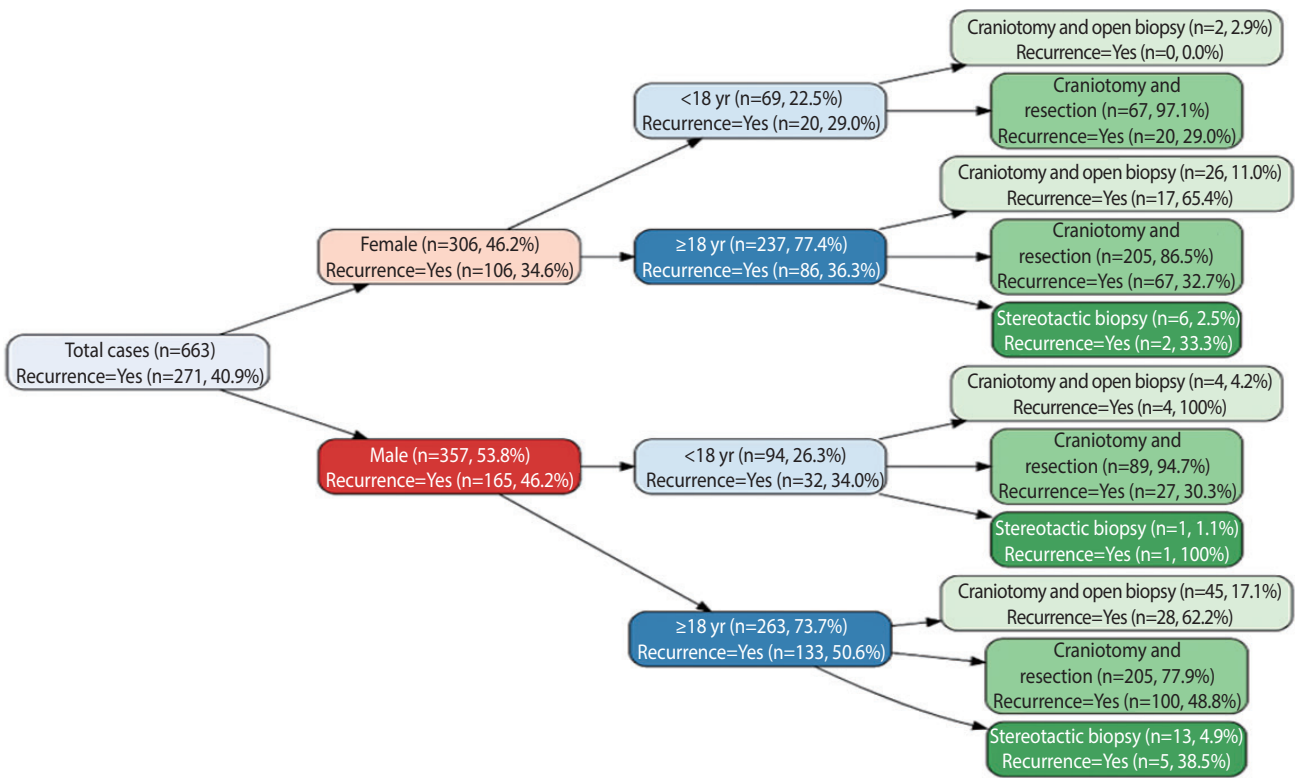 Total cases (n=663)
Recurrence=Yes (n=271, 40.9%)
Female (n=306, 46.2%)
Recurrence=Yes (n=106, 34.6%)
<18 yr (n=69, 22.5%)
Recurrence=Yes (n=20, 29.0%)
Craniotomy and open biopsy (n=2, 2.9%)
Recurrence=Yes (n=0, 0.0%)
Craniotomy and
resection (n=67, 97.1%)
Recurrence=Yes (n=20, 29.0%)
≥18 yr (n=237, 77.4%)
Recurrence=Yes (n=86, 36.3%)
Craniotomy and open biopsy (n=26, 11.0%)
Recurrence=Yes (n=17, 65.4%)
Craniotomy and
resection (n=205, 86.5%)
Recurrence=Yes (n=67, 32.7%)
Stereotactic biopsy (n=6, 2.5%)
Recurrence=Yes (n=2, 33.3%)
Male (n=357, 53.8%)
Recurrence=Yes (n=165, 46.2%)
<18 yr (n=94, 26.3%)
Recurrence=Yes (n=32, 34.0%)
Craniotomy and open biopsy (n=4, 4.2%)
Recurrence=Yes (n=4, 100%)
Craniotomy and
resection (n=89, 94.7%)
Recurrence=Yes (n=27, 30.3%)
Stereotactic biopsy (n=1, 1.1%)
Recurrence=Yes (n=1, 100%)
≥18 yr (n=263, 73.7%)
Recurrence=Yes (n=133, 50.6%)
Craniotomy and open biopsy (n=45, 17.1%)
Recurrence=Yes (n=28, 62.2%)
Craniotomy and
resection (n=205, 77.9%)
Recurrence=Yes (n=100, 48.8%)
Stereotactic biopsy (n=13, 4.9%)
Recurrence=Yes (n=5, 38.5%)